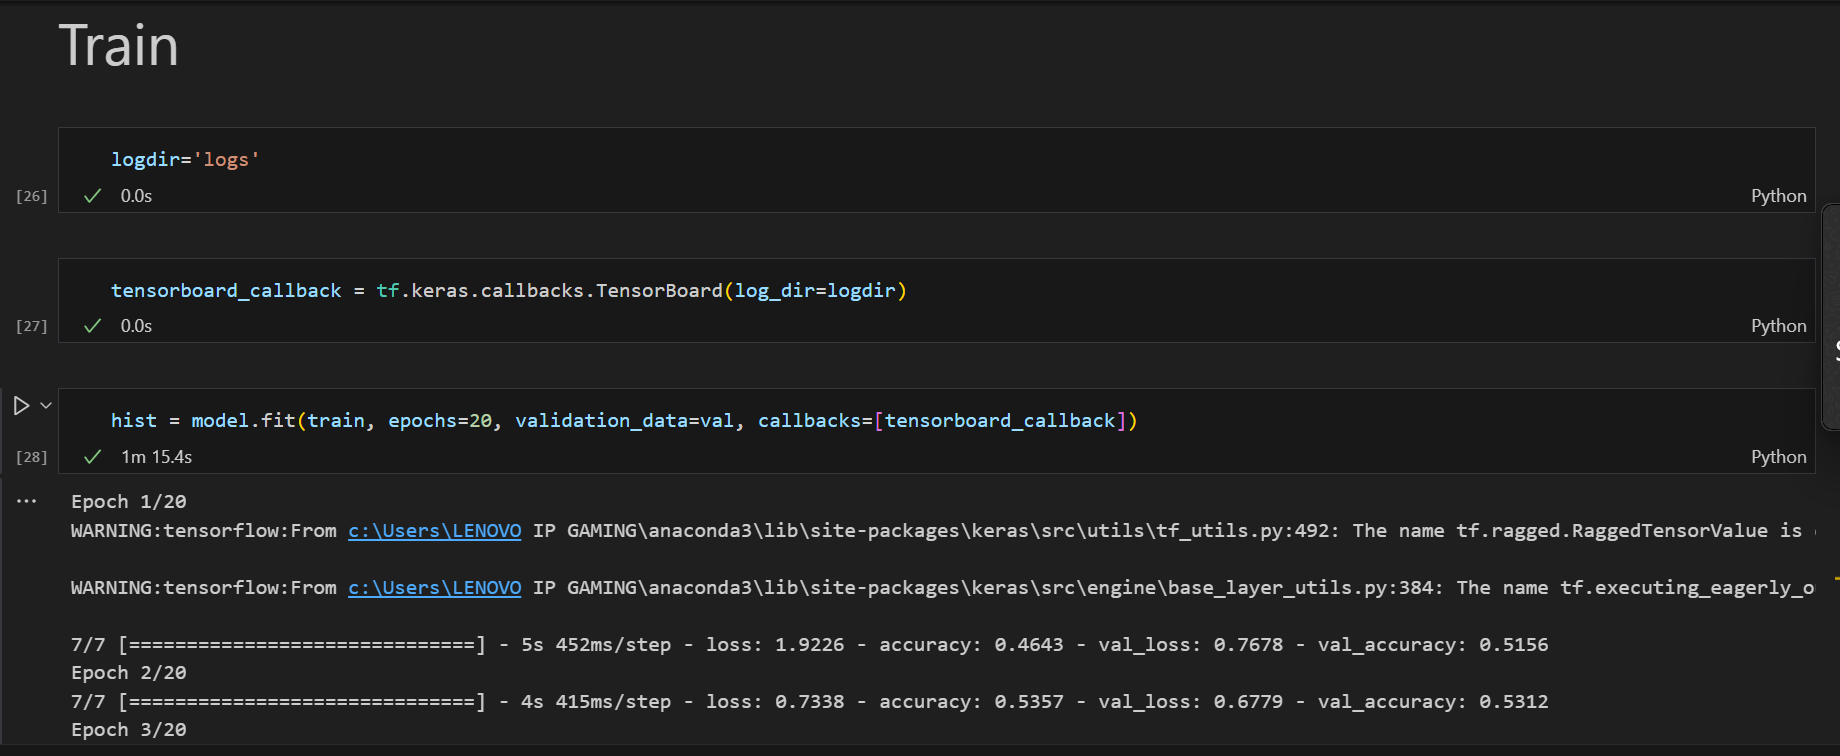 Train
logdir='logs'
[26]
0.0s
Python
tensorboard_callback = tf.keras.callbacks.TensorBoard(log_dir=logdir)
[27]
0.0s
Python
hist = model.fit(train, epochs=20, validation_data=val, callbacks=[tensorboard_callback])
[28]
1m 15.4s
Python
... Epoch 1/20
WARNING:tensorflow:From c:\Users\LENOVO IP GAMING\anaconda3\lib\site-packages\keras\src\utils\tf_utils.py:492: The name tf.ragged.RaggedTensorValue is
WARNING:tensorflow:From c:\Users\LENOVO IP GAMING\anaconda3\lib\site-packages\keras\src\engine\base_layer_utils.py:384: The name tf.executing_eagerly_o
7/7 [==============================] - 5s 452ms/step - loss: 1.9226 - accuracy: 0.4643 - val_loss: 0.7678 - val_accuracy: 0.5156
Epoch 2/20
7/7 [==============================] - 4s 415ms/step - loss: 0.7338 - accuracy: 0.5357 - val_loss: 0.6779 - val_accuracy: 0.5312
Epoch 3/20